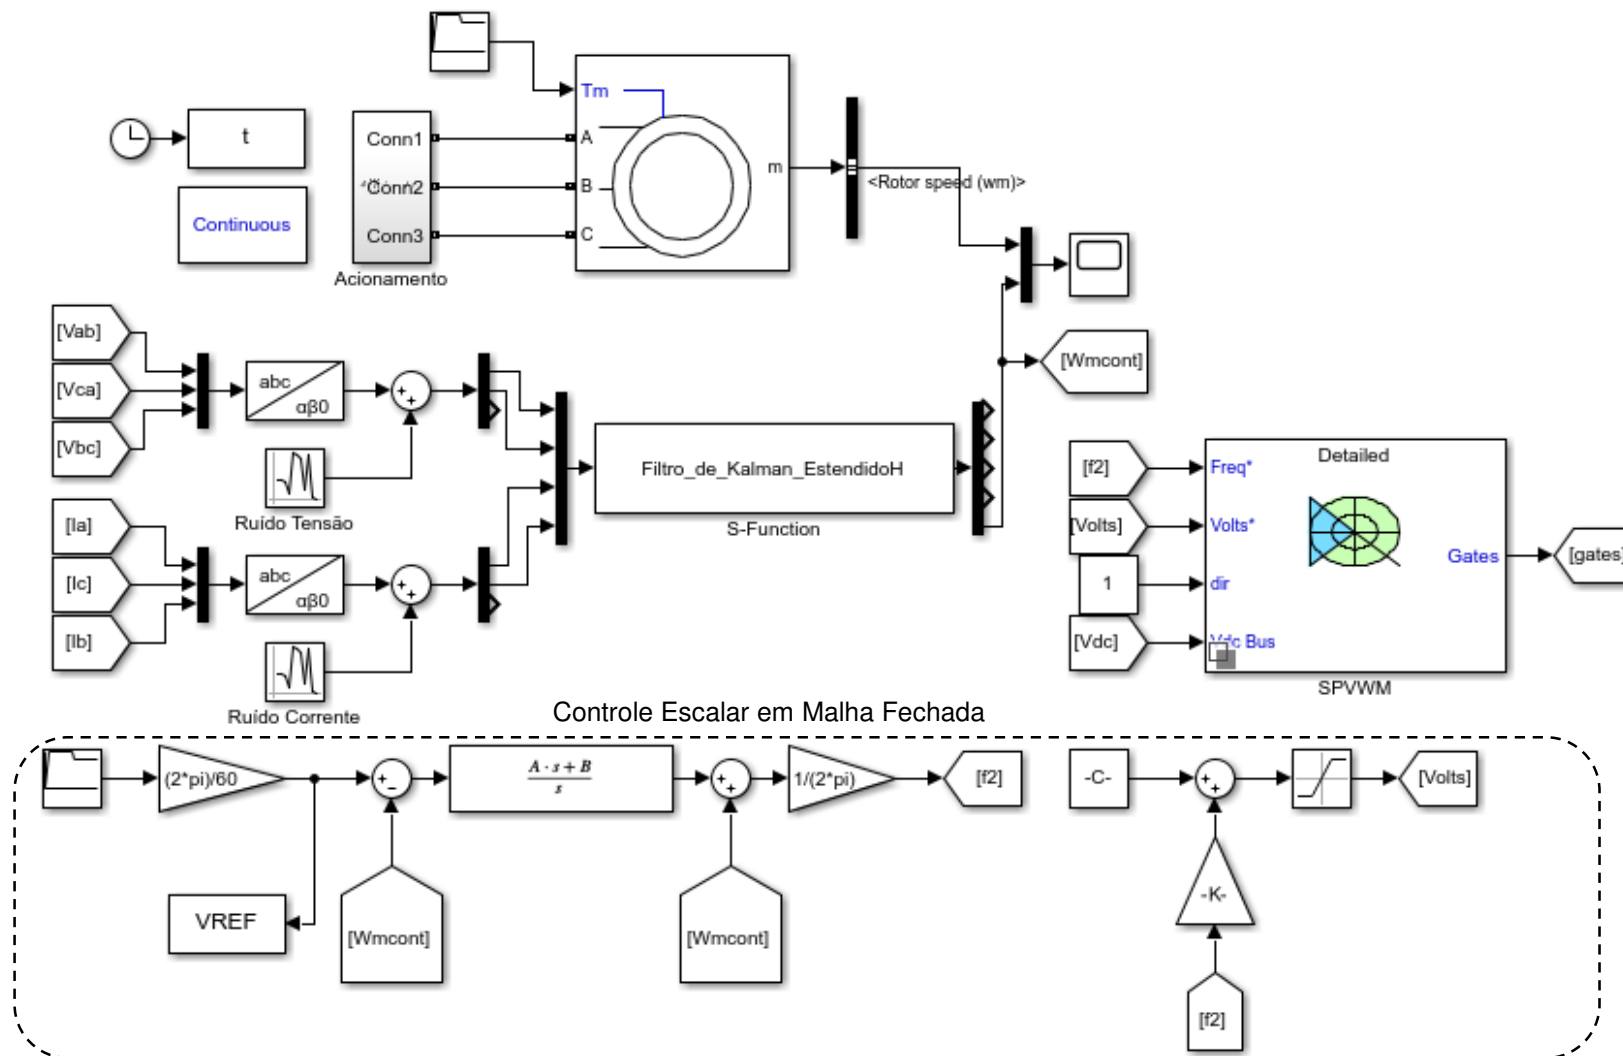 Tm
A
B
C
m
Conn1
Conn2
Conn3
Acionamento
t
Continuous
<Rotor speed (wm)>
[Wmcont]
[Vab]
[Vca]
[Vbc]
abc
αβ0
+
+
Ruído Tensão
[Ia]
[Ic]
[Ib]
abc
αβ0
+
+
Ruído Corrente
Filtro_de_Kalman_EstendidoH
S-Function
[f2]
[Volts]
1
[Vdc]
Detailed
Freq*
Volts*
dir
Vdc Bus
Gates
SPVWM
[gates]
Controle Escalar em Malha Fechada
(2*pi)/60
+
−
A · s + B
s
+
+
1/(2*pi)
[f2]
-C-
+
+
[Volts]
VREF
[Wmcont]
[Wmcont]
-K-
[f2]